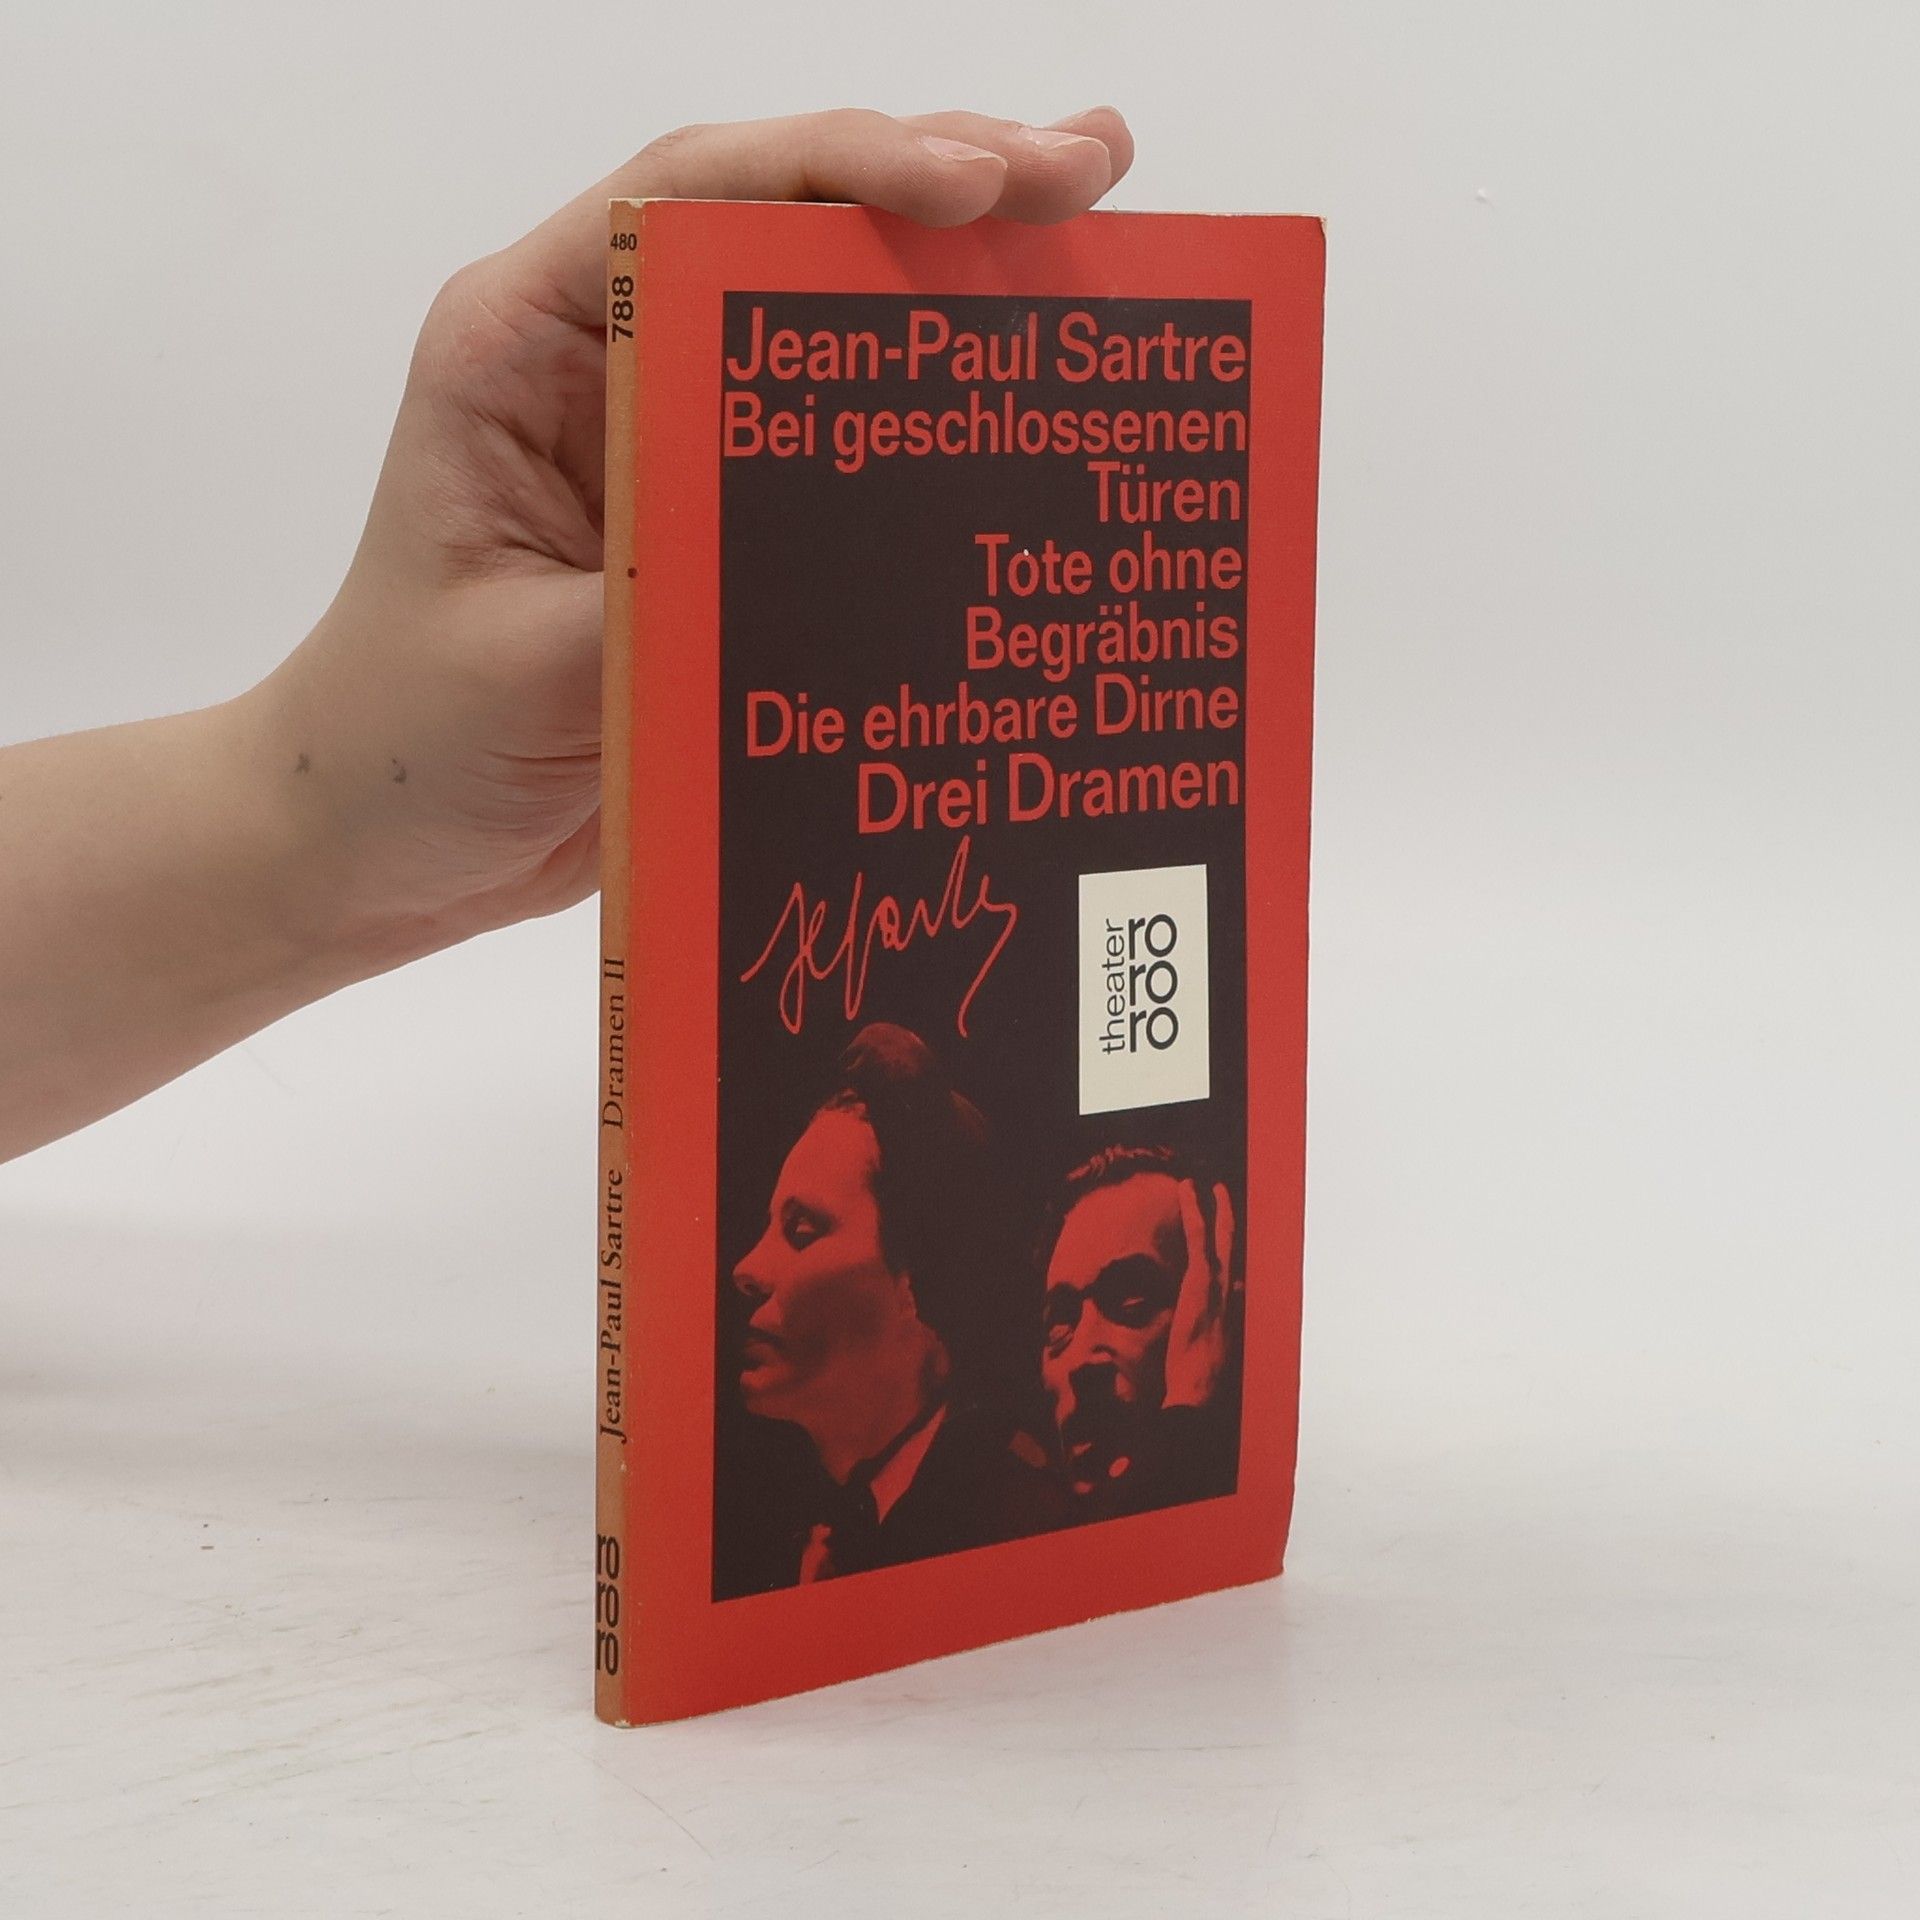 480
788
Jean-Paul Sartre Dramen II
ro
ro
ro
Jean-Paul Sartre
Bei geschlossenen
Türen
Tote ohne
Begräbnis
Die ehrbare Dirne
Drei Dramen
theater
ro
ro
ro